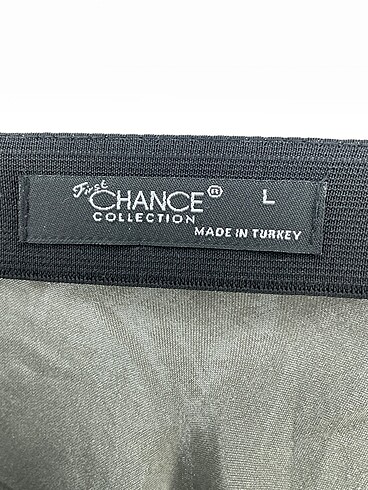 First
CHANCE® L
COLLECTION
MADE IN TURKEY